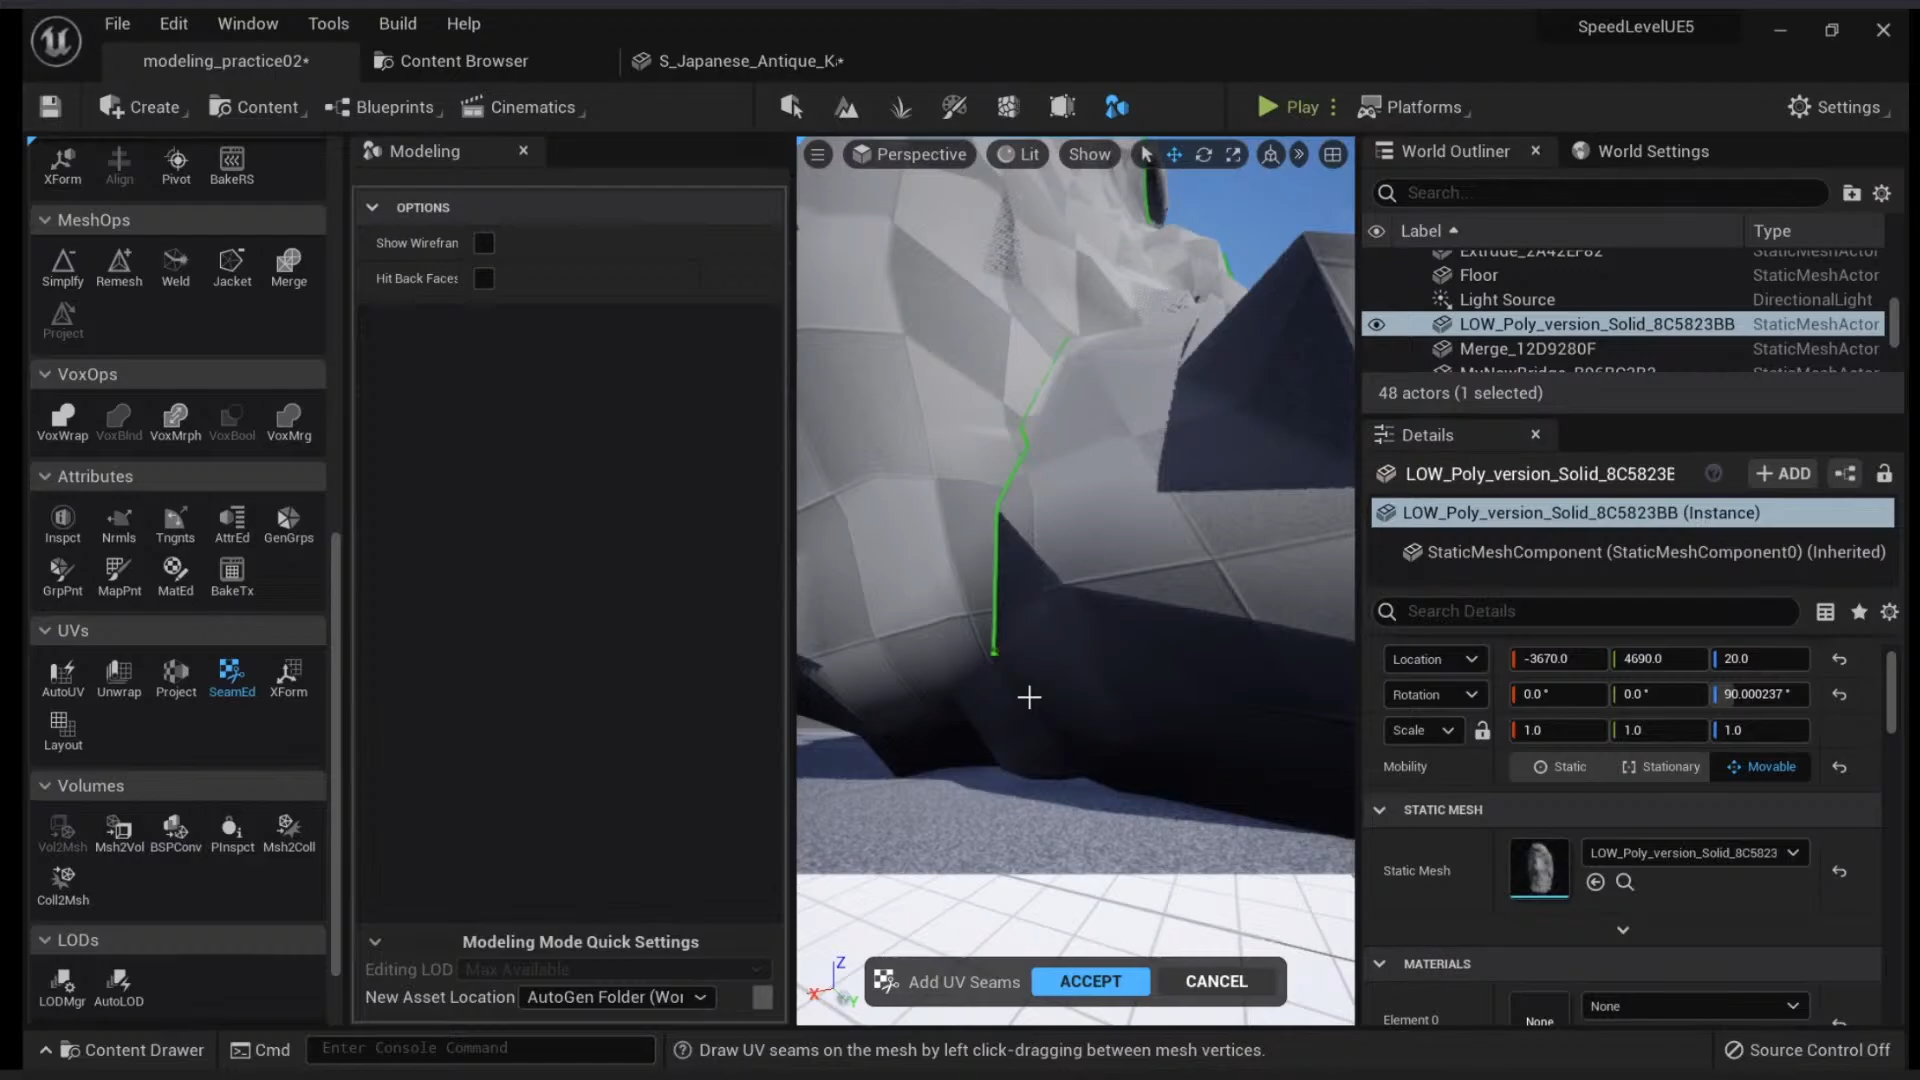 File Edit Window Tools Build Help
SpeedLevelUE5
modeling_practice02*
Content Browser
S_Japanese_Antique_K•*
Create
Content
Blueprints
Cinematics
Play
Platforms
Settings
XForm Align Pivot BakeRS
MeshOps
Simplfy Remesh Weld Jacket Merge
Project
VoxOps
VoxWrap VoxBlnd VoxMrph VoxBool VoxMrg
Attributes
Inspct Nrmls Tngnts AttrEd GenGrps
GrpPnt MapPnt MatEd BakeTx
UVs
AutoUV Unwrap Project SeamEd XForm
Layout
Volumes
Vol2Msh Msh2Vol BSPConv PInspct Msh2Coll
Coll2Msh
LODs
LODMgr AutoLOD
Modeling
OPTIONS
Show Wirefran
Hit Back Faces
Modeling Mode Quick Settings
Editing LOD Max Available
New Asset Location AutoGen Folder (Wor
Perspective
Lit
Show
Z
X
Y
Add UV Seams ACCEPT CANCEL
World Outliner
World Settings
Search...
Label Type
Extrude_2A42EF82 StaticMeshActor
Floor StaticMeshActor
Light Source DirectionalLight
LOW_Poly_version_Solid_8C5823BB StaticMeshActor
Merge_12D9280F StaticMeshActor
48 actors (1 selected)
Details
LOW_Poly_version_Solid_8C5823E
ADD
LOW_Poly_version_Solid_8C5823BB (Instance)
StaticMeshComponent (StaticMeshComponent0) (Inherited)
Search Details
Location -3670.0 4690.0 20.0
Rotation 0.0 ° 0.0 ° 90.000237 °
Scale 1.0 1.0 1.0
Mobility Static Stationary Movable
STATIC MESH
Static Mesh LOW_Poly_version_Solid_8C5823
MATERIALS
Element 0 None None
Content Drawer
Cmd
Enter Console Command
Draw UV seams on the mesh by left click-dragging between mesh vertices.
Source Control Off